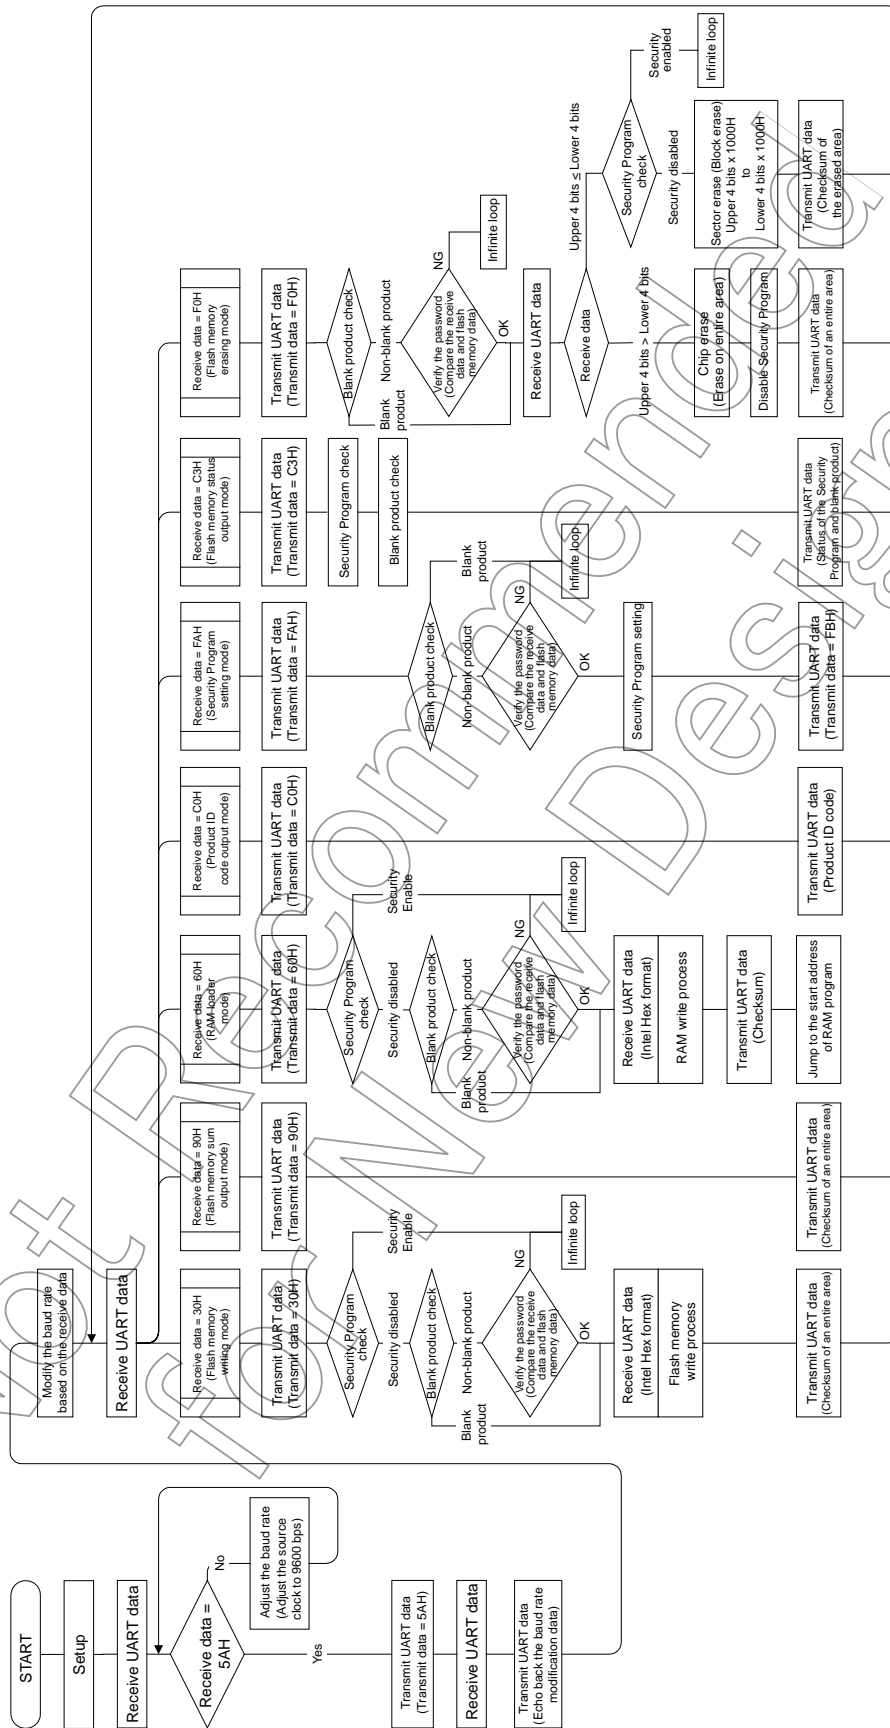 START
Setup
Receive UART data
Receive data =
5AH
No
Adjust the baud rate
(Adjust the source
clock to 9600 bps)
Yes
Transmit UART data
(Transmit data = 5AH)
Receive UART data
Transmit UART data
(Echo back the baud rate
modification data)
Modify the baud rate
based on the receive data
Receive UART data
Receive data = 30H
(Flash memory
writing mode)
Transmit UART data
(Transmit data = 30H)
Security Program
check
Security
Enable
Security disabled
Blank product check
Blank
product
Non-blank product
Verify the password
(Compare the receive
data and flash
memory data)
NG
Infinite loop
OK
Receive UART data
(Intel Hex format)
Flash memory
write process
Transmit UART data
(Checksum of an entire area)
Receive data = 90H
(Flash memory sum
output mode)
Transmit UART data
(Transmit data = 90H)
Transmit UART data
(Checksum of an entire area)
Receive data = 60H
(RAM loader
mode)
Transmit UART data
(Transmit data = 60H)
Security Program
check
Security
Enable
Security disabled
Blank product check
Blank
product
Non-blank product
Verify the password
(Compare the receive
data and flash
memory data)
NG
Infinite loop
OK
Receive UART data
(Intel Hex format)
RAM write process
Transmit UART data
(Checksum)
Jump to the start address
of RAM program
Receive data = C0H
(Product ID
code output mode)
Transmit UART data
(Transmit data = C0H)
Transmit UART data
(Product ID code)
Receive data = FAH
(Security Program
setting mode)
Transmit UART data
(Transmit data = FAH)
Blank product check
Blank
product
Non-blank product
Verify the password
(Compare the receive
data and flash
memory data)
NG
Infinite loop
OK
Security Program setting
Transmit UART data
(Transmit data = FBH)
Receive data = C3H
(Flash memory status
output mode)
Transmit UART data
(Transmit data = C3H)
Security Program check
Blank product check
Transmit UART data
(Status of the Security
Program and blank product)
Receive data = F0H
(Flash memory
erasing mode)
Transmit UART data
(Transmit data = F0H)
Blank product check
Blank
product
Non-blank product
Verify the password
(Compare the receive
data and flash
memory data)
NG
Infinite loop
OK
Receive UART data
Receive data
Upper 4 bits > Lower 4 bits
Chip erase
(Erase on entire area)
Disable Security Program
Transmit UART data
(Checksum of an entire area)
Upper 4 bits ≤ Lower 4 bits
Security Program
check
Security
enabled
Infinite loop
Security disabled
Sector erase (Block erase)
Upper 4 bits x 1000H
to
Lower 4 bits x 1000H
Transmit UART data
(Checksum of
the erased area)
Not Recommended
for New Design